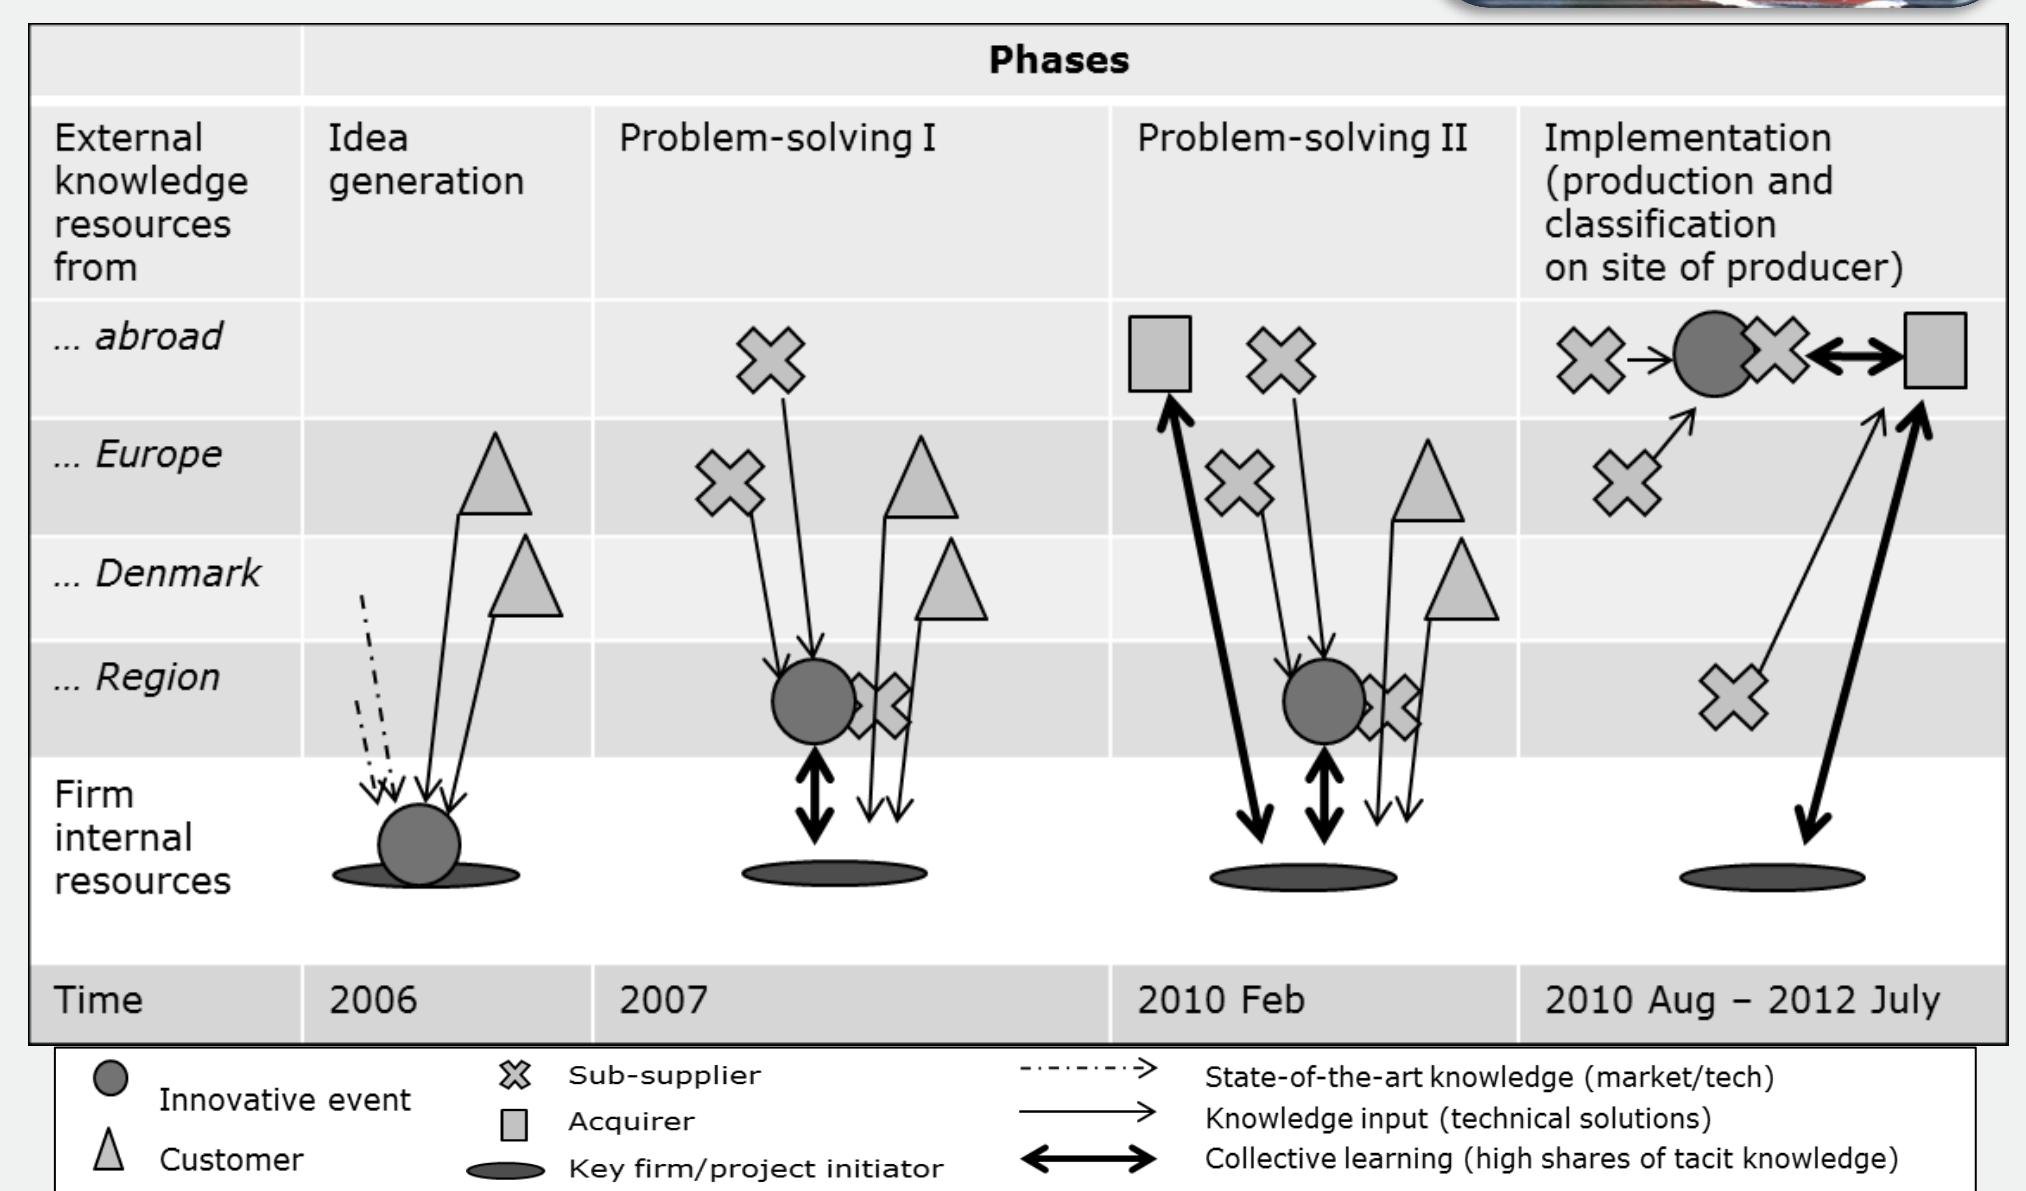 Phases
External
knowledge
resources
from
Idea
generation
Problem-solving I
Problem-solving II
Implementation
(production and
classification
on site of producer)
... abroad
... Europe
... Denmark
... Region
Firm
internal
resources
Time
2006
2007
2010 Feb
2010 Aug – 2012 July
Innovative event
Customer
Sub-supplier
Acquirer
Key firm/project initiator
State-of-the-art knowledge (market/tech)
Knowledge input (technical solutions)
Collective learning (high shares of tacit knowledge)